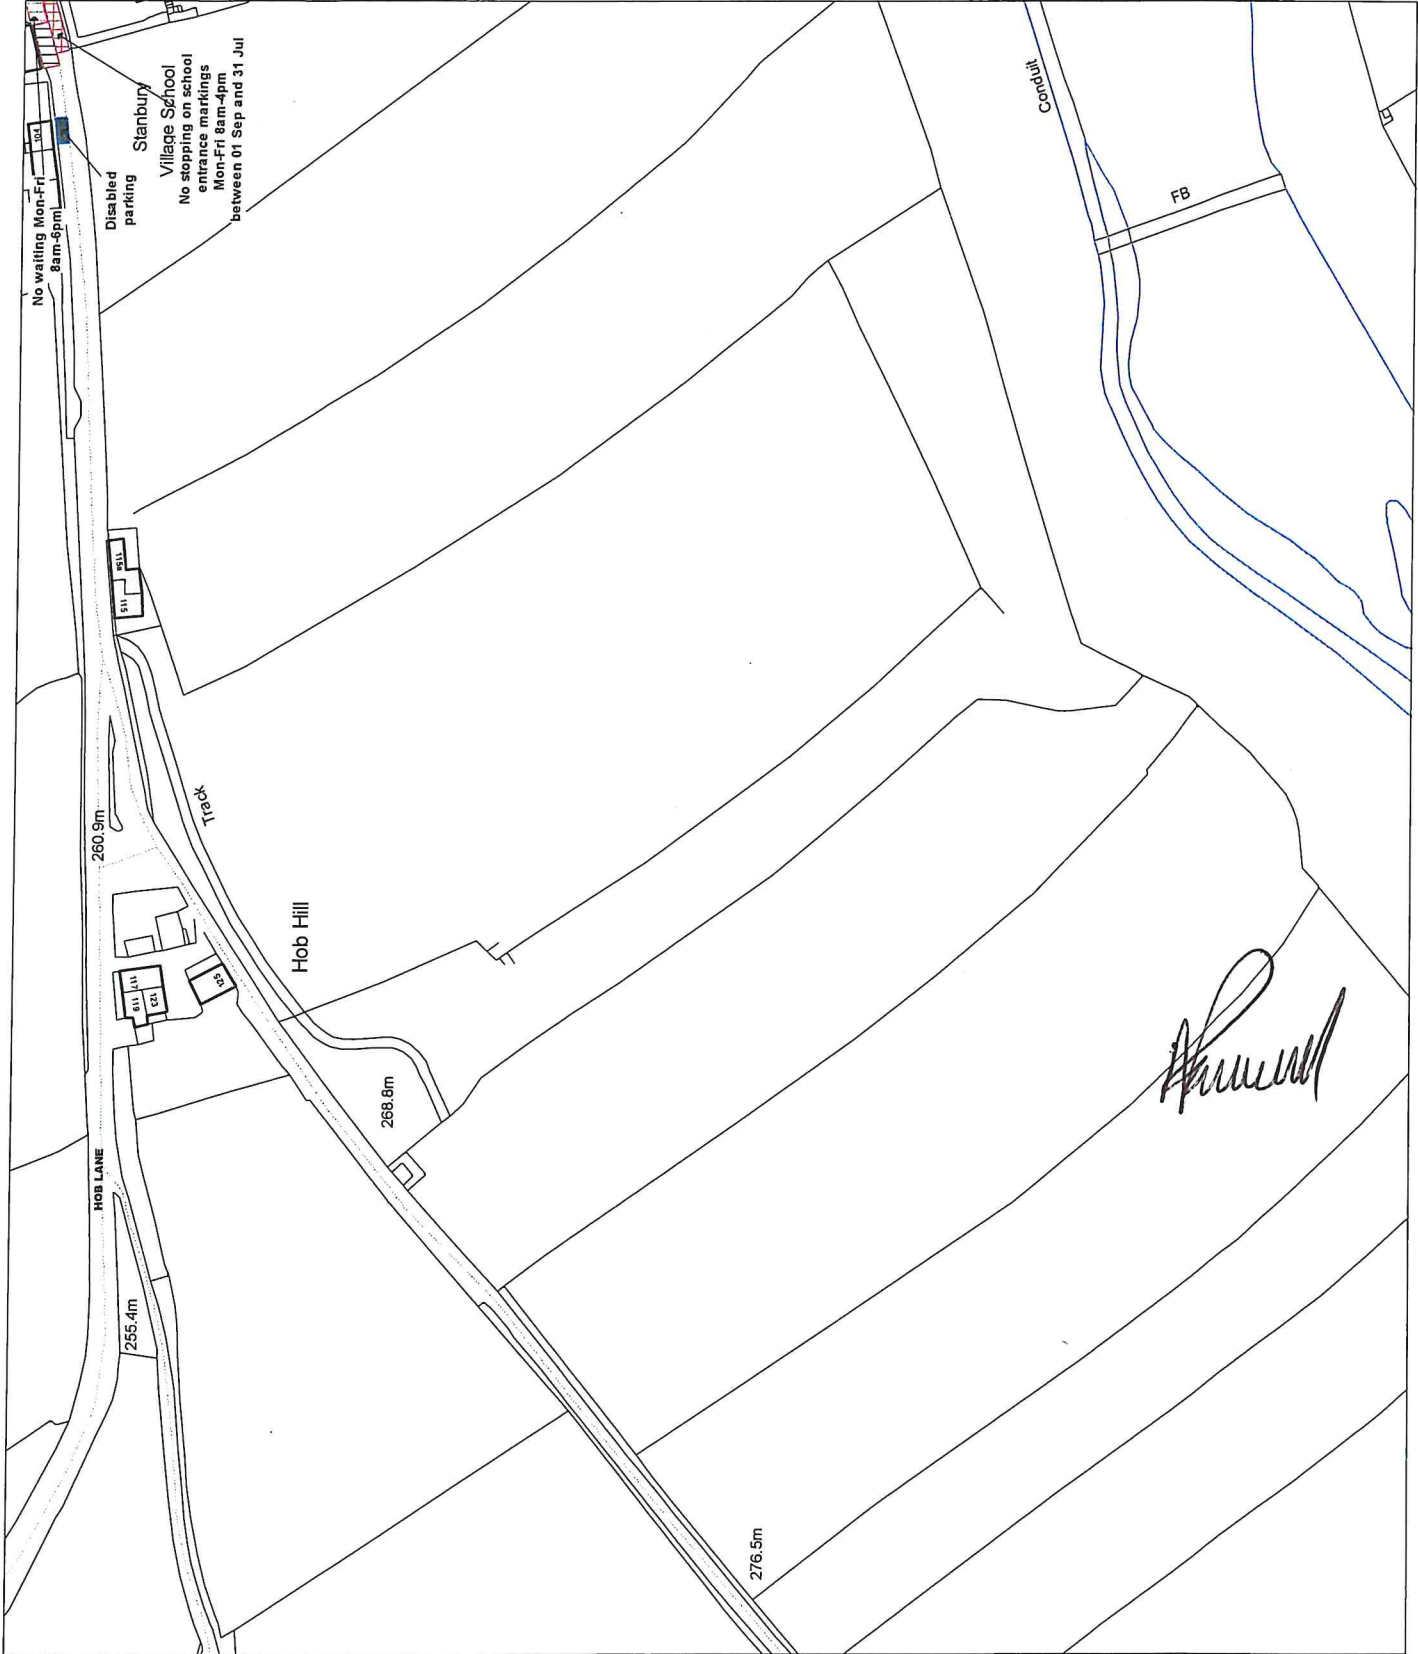 No waiting Mon-Fri
8am-6pm
104
Disabled
parking
Stanbury
Village School
No stopping on school
entrance markings
Mon-Fri 8am-4pm
between 01 Sep and 31 Jul
Conduit
FB
115a
115
Track
260.9m
Hob Hill
117
119
123
125
268.8m
HOB LANE
255.4m
276.5m